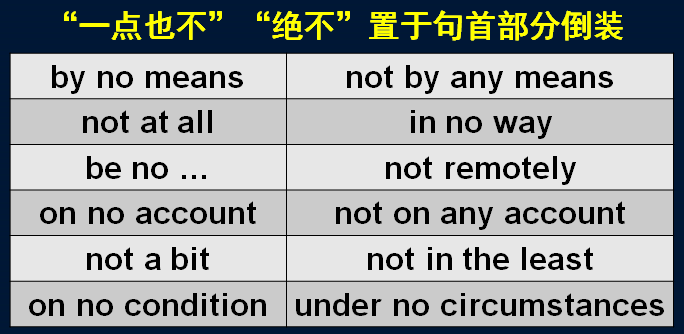 “一点也不”“绝不”置于句首部分倒装
by no means not by any means
not at all in no way
be no … not remotely
on no account not on any account
not a bit not in the least
on no condition under no circumstances